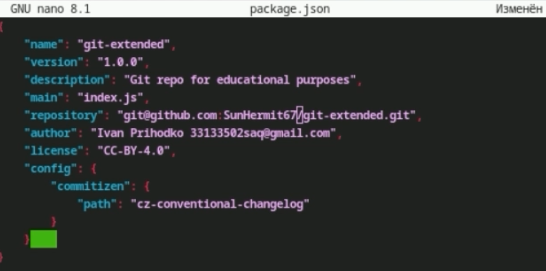 GNU nano 8.1 package.json Изменён
{
"name": "git-extended",
"version": "1.0.0",
"description": "Git repo for educational purposes",
"main": "index.js",
"repository": "git@github.com:SunHermit67/git-extended.git",
"author": "Ivan Prihodko 33133502saq@gmail.com",
"license": "CC-BY-4.0",
"config": {
"commitizen": {
"path": "cz-conventional-changelog"
}
}
}